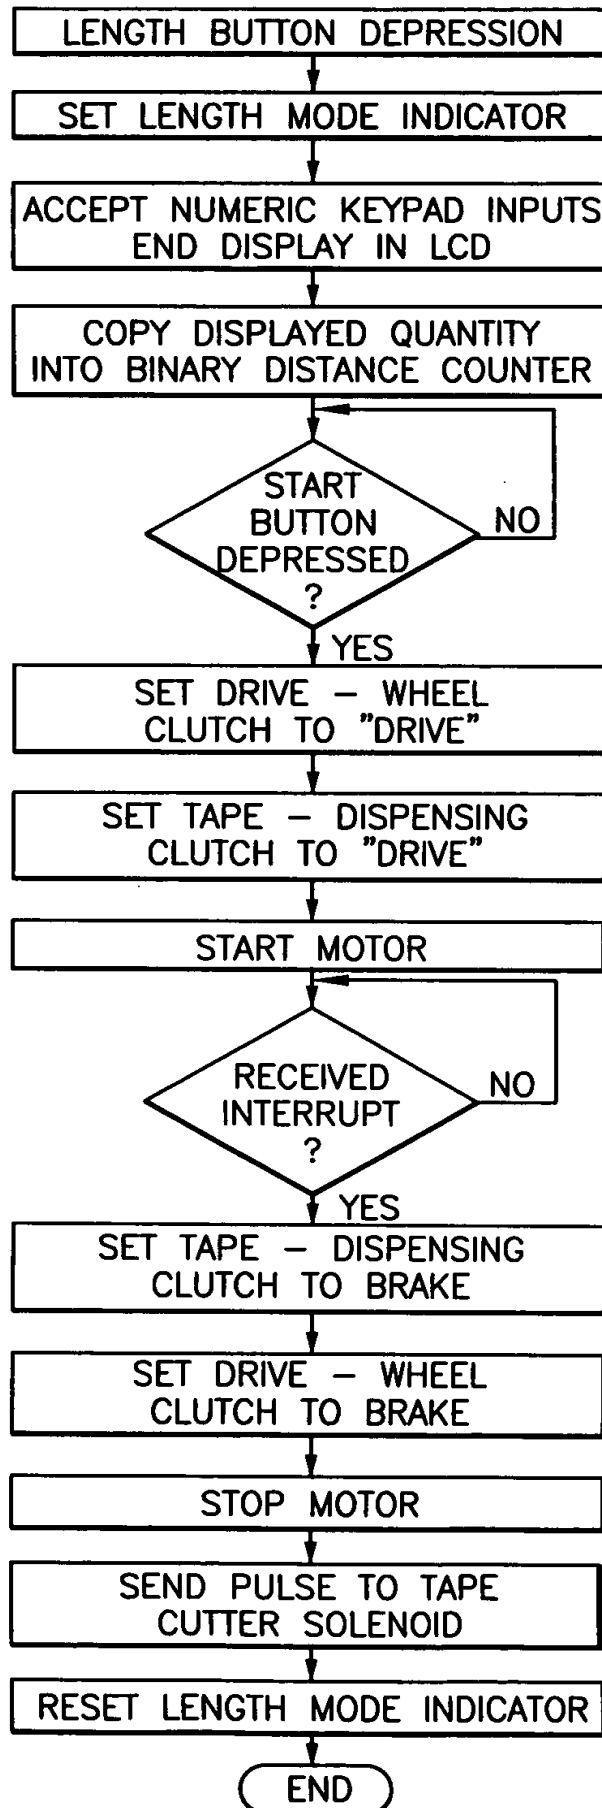 LENGTH BUTTON DEPRESSION
SET LENGTH MODE INDICATOR
ACCEPT NUMERIC KEYPAD INPUTS
END DISPLAY IN LCD
COPY DISPLAYED QUANTITY
INTO BINARY DISTANCE COUNTER
START
BUTTON
DEPRESSED
?
NO
YES
SET DRIVE – WHEEL
CLUTCH TO "DRIVE"
SET TAPE – DISPENSING
CLUTCH TO "DRIVE"
START MOTOR
RECEIVED
INTERRUPT
?
NO
YES
SET TAPE – DISPENSING
CLUTCH TO BRAKE
SET DRIVE – WHEEL
CLUTCH TO BRAKE
STOP MOTOR
SEND PULSE TO TAPE
CUTTER SOLENOID
RESET LENGTH MODE INDICATOR
END